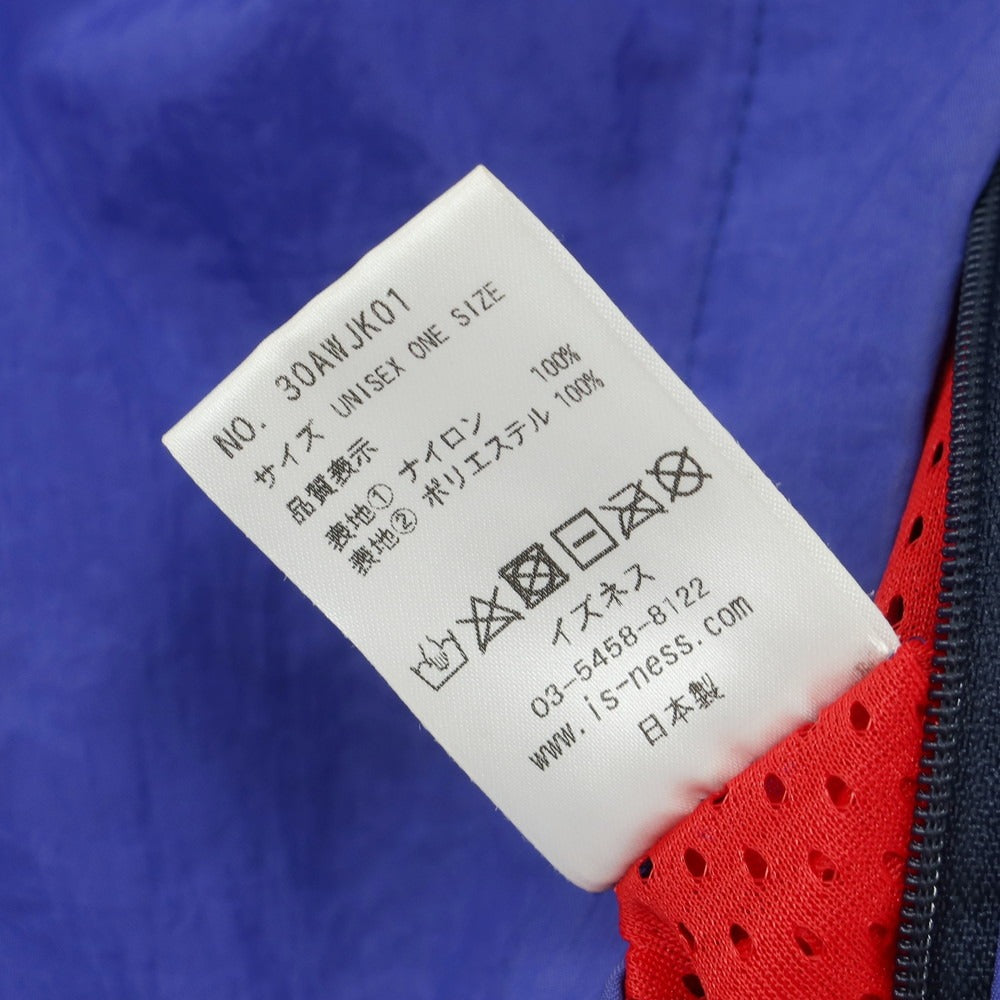 NO. 30AWJK01
サイズ UNISEX ONE SIZE
品質表示
表地① ナイロン 100%
表地② ポリエステル 100%
イズネス
03-5458-8122
www.is-ness.com
日本製